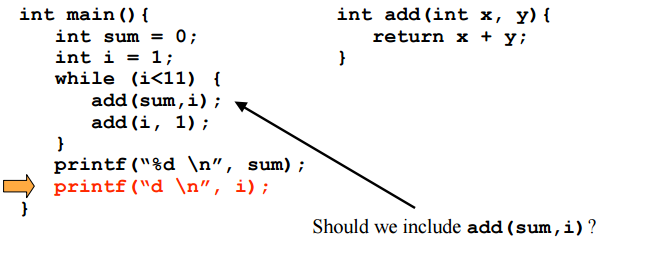 int main(){
int sum = 0;
int i = 1;
while (i<11) {
add(sum,i);
add(i, 1);
}
printf(“%d \n”, sum);
printf(“d \n”, i);
}
int add(int x, y){
return x + y;
}
Should we include add(sum,i)?